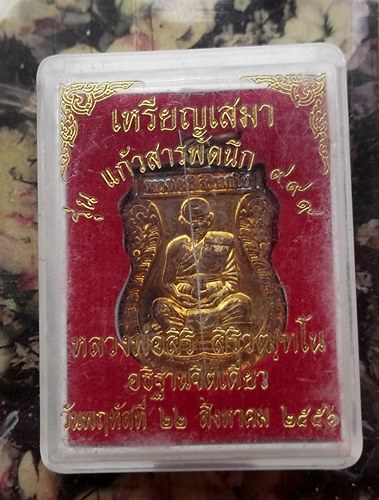 เหรียญเสมา
รุ่น แก้วสารพัดนึก ๙๙๙
หลวงพ่อสิริ สิริวฒฺฑโน
อธิฐานจิตเดี่ยว
วันพฤหัสที่ ๒๒ สิงหาคม ๒๕๕๖